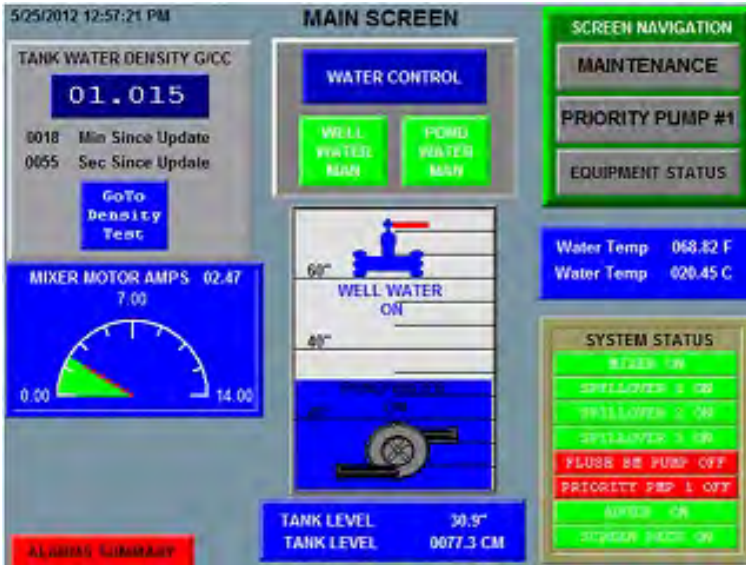 5/25/2012 12:57:21 PM
MAIN SCREEN
TANK WATER DENSITY G/CC
01.015
0018 Min Since Update
0055 Sec Since Update
GoTo
Density
Test
WATER CONTROL
WELL
WATER
MAN
POND
WATER
MAN
SCREEN NAVIGATION
MAINTENANCE
PRIORITY PUMP #1
EQUIPMENT STATUS
Water Temp 068.82 F
Water Temp 020.45 C
MIXER MOTOR AMPS 02.47
7.00
0.00
14.00
60"
WELL WATER
ON
40"
ON
TANK LEVEL 30.9"
TANK LEVEL 0077.3 CM
SYSTEM STATUS
MIXER ON
SPILLOVER 1 ON
SPILLOVER 2 ON
SPILLOVER 3 ON
FLUSH PUMP OFF
PRIORITY PMP 1 OFF
AUGER ON
SCREEN ON
ALARMS SUMMARY